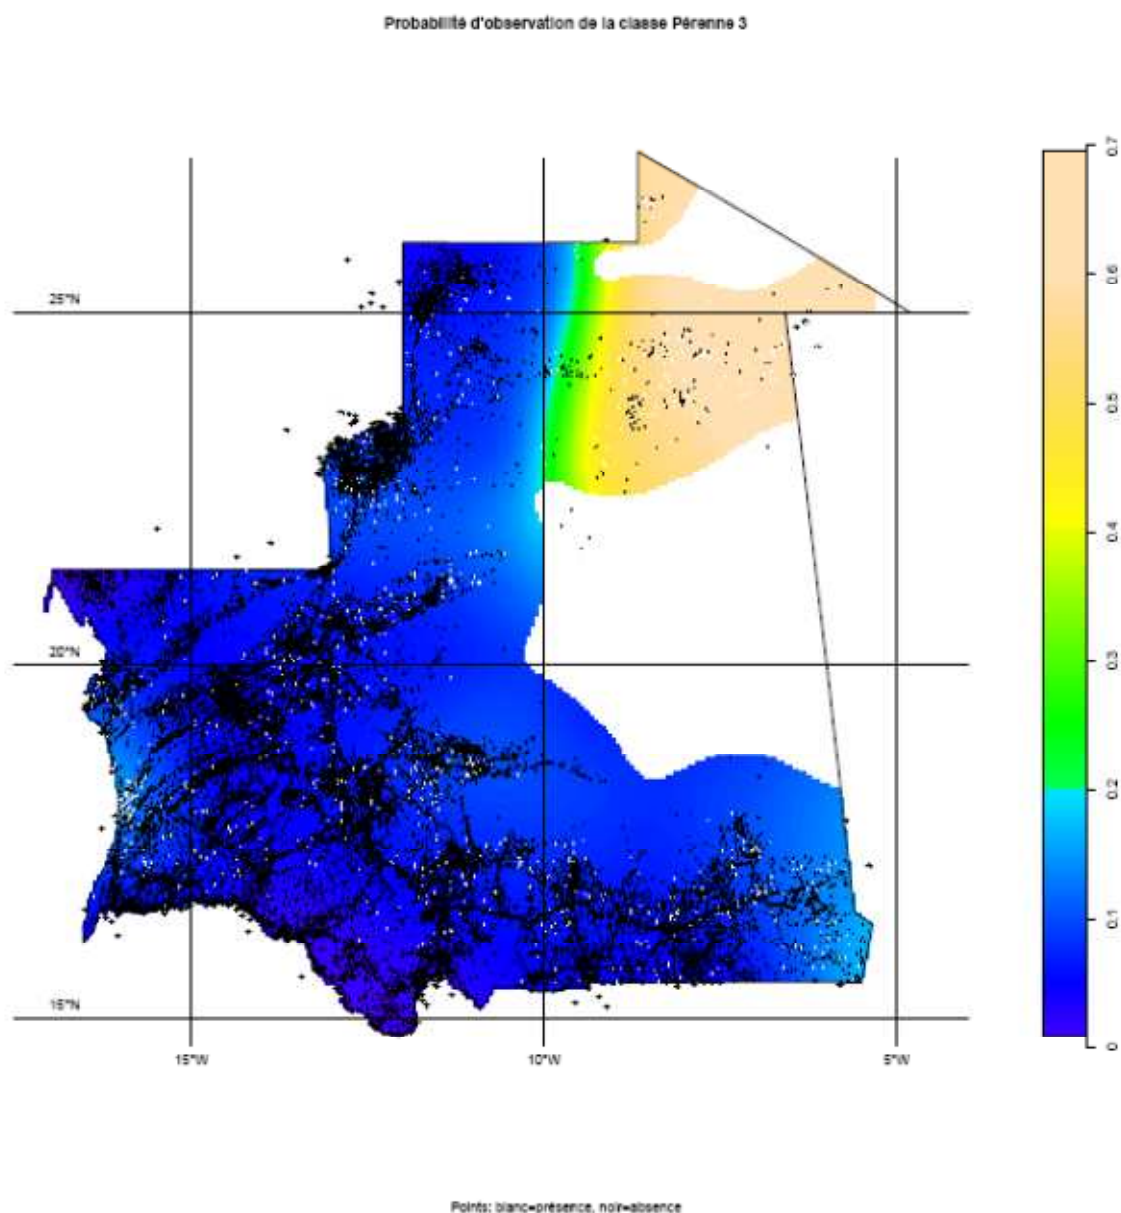 Probabilité d'observation de la classe Pérenne 3
25°N
20°N
15°N
15°W
10°W
5°W
0.7
0.6
0.5
0.4
0.3
0.2
0.1
0
Points: blanc=présence, noir=absence